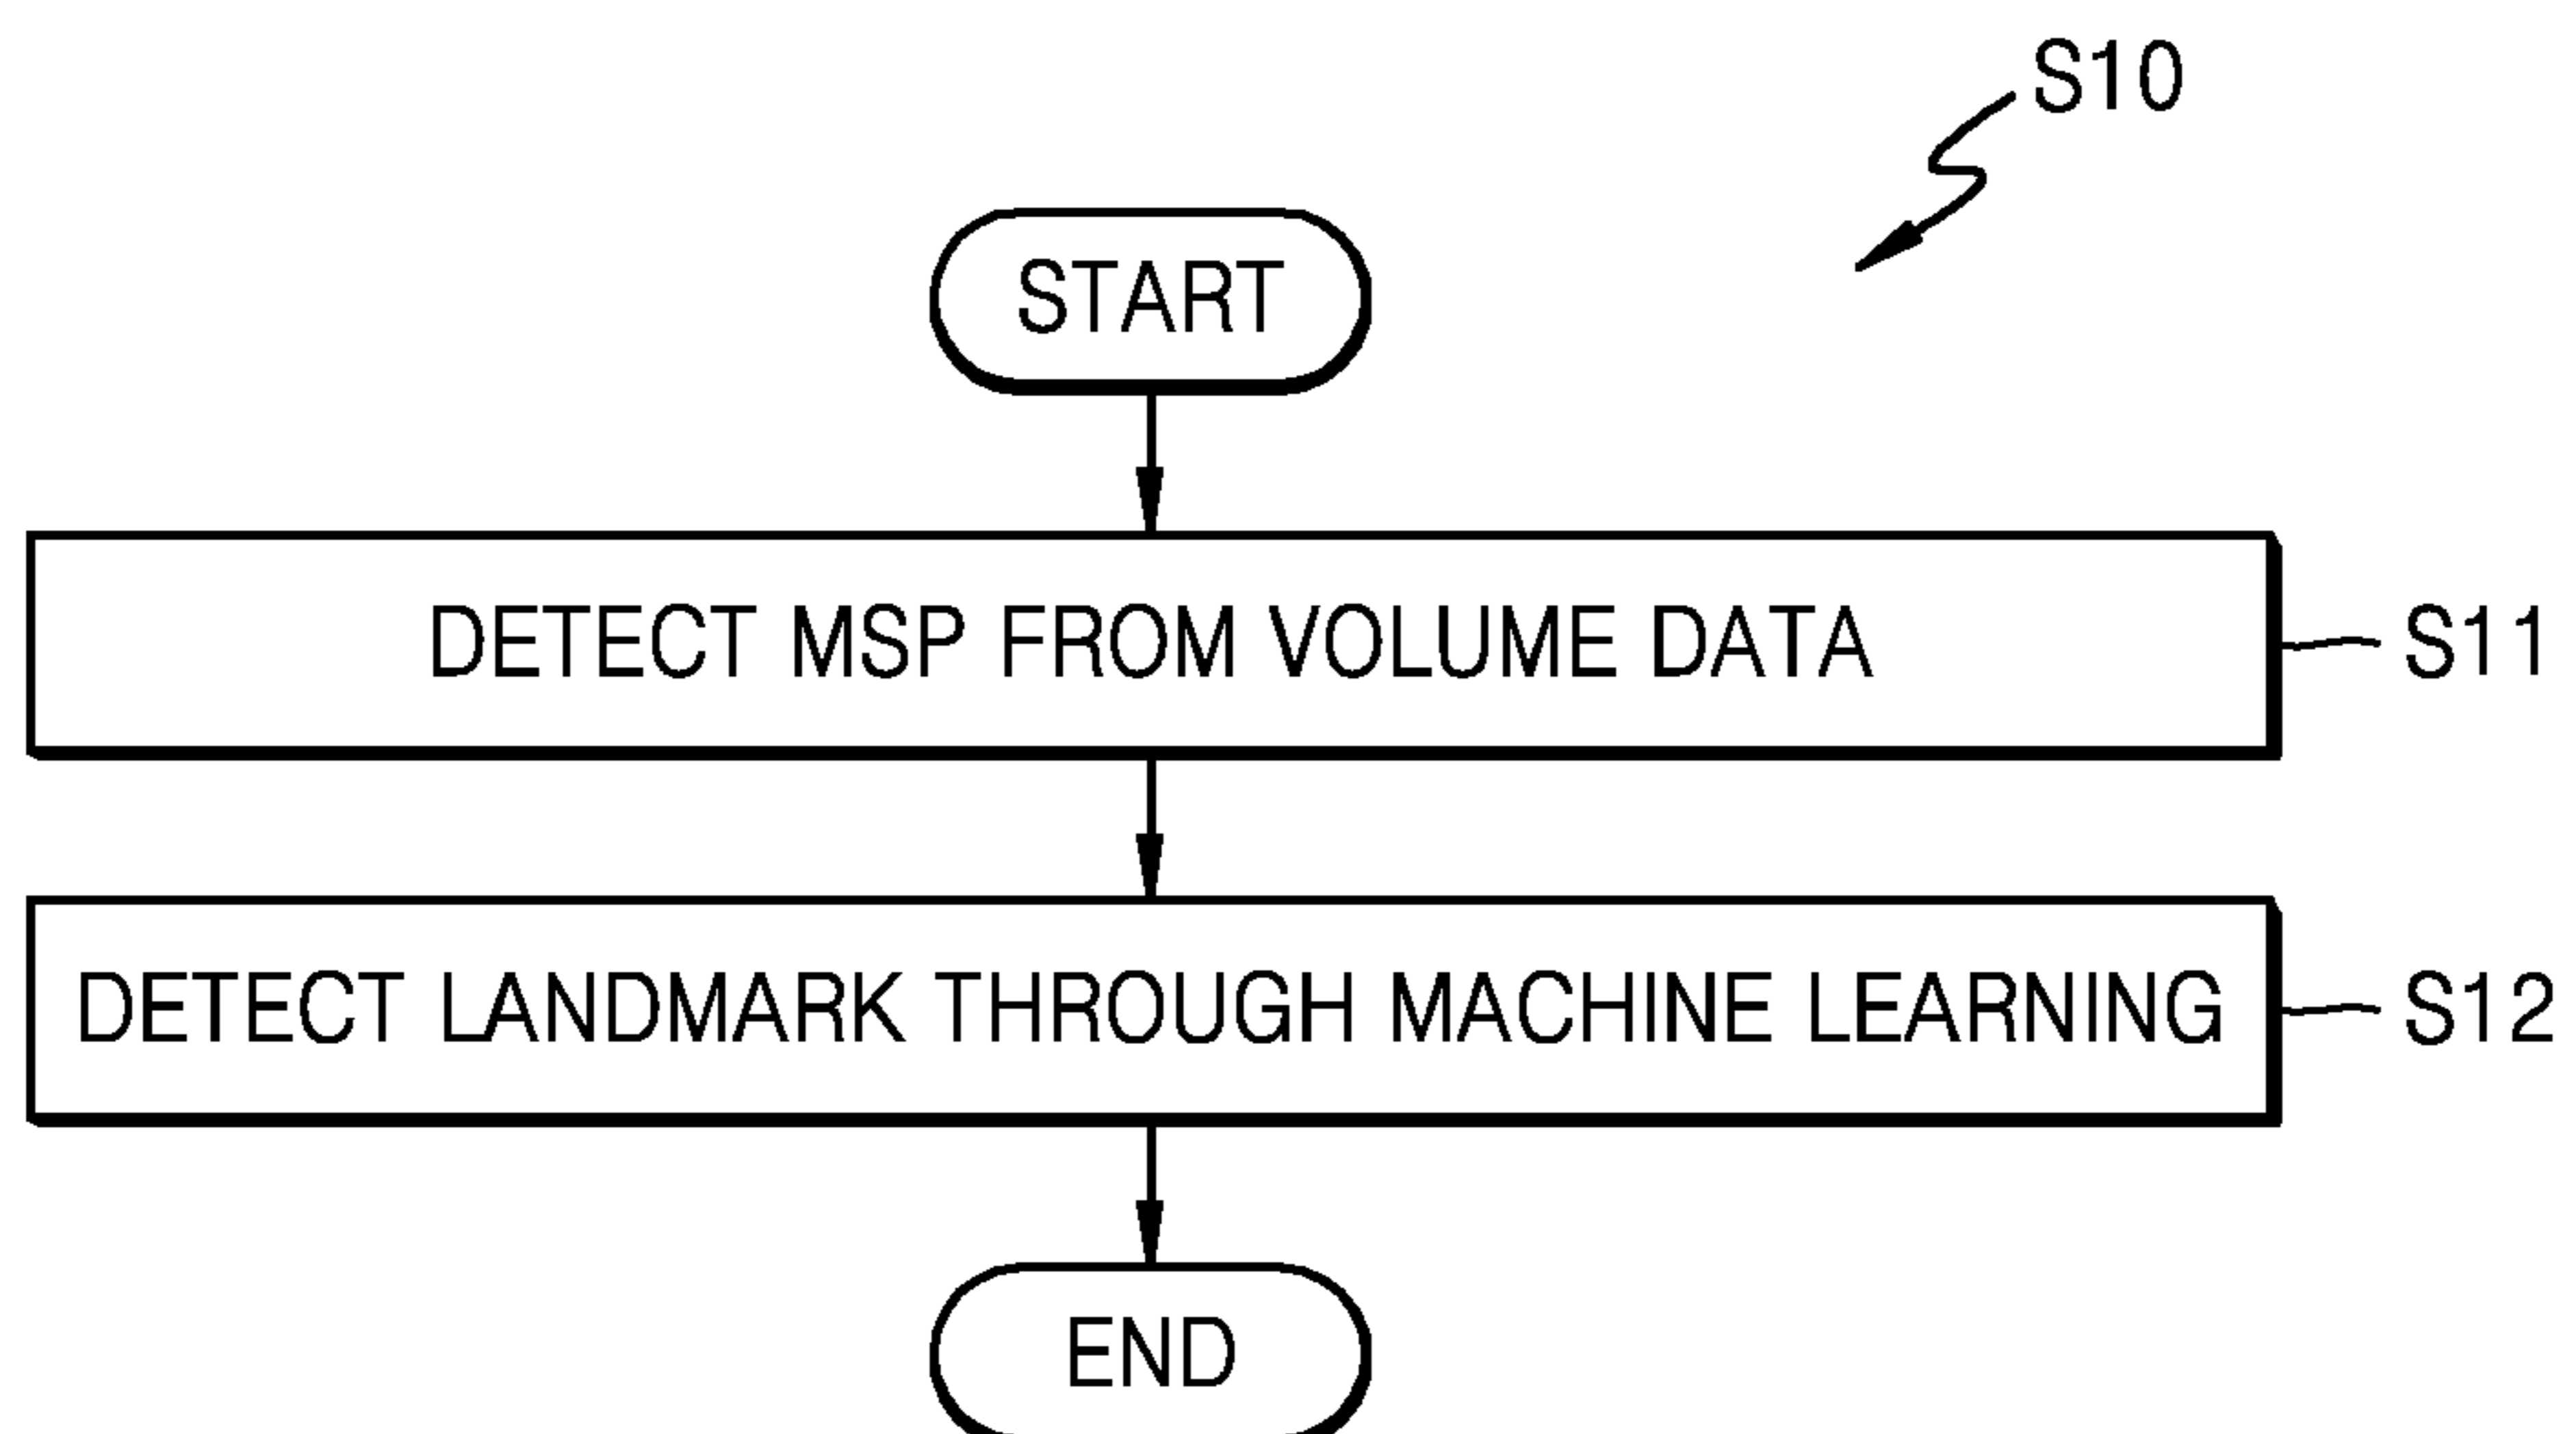 S10
START
DETECT MSP FROM VOLUME DATA
S11
DETECT LANDMARK THROUGH MACHINE LEARNING
S12
END